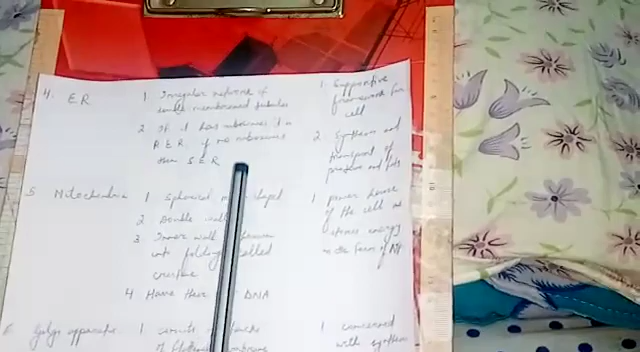 4. ER
1 Irregular network of
membraned tubules
2 If it has ribosomes it is
R E R, if no ribosomes
then S E R
1 Supportive
framework for
cell
2. Synthesis and
transport of
proteins and fats
5. Mitochondria
1 Spherical
2 Double wall
3 Inner wall
into folding called
cristae
4 Have their DNA
1 power house
of the cell as
stores energy
in the form of ATP
6 Golgi apparatus
1
of
1 concerned
with synthesis